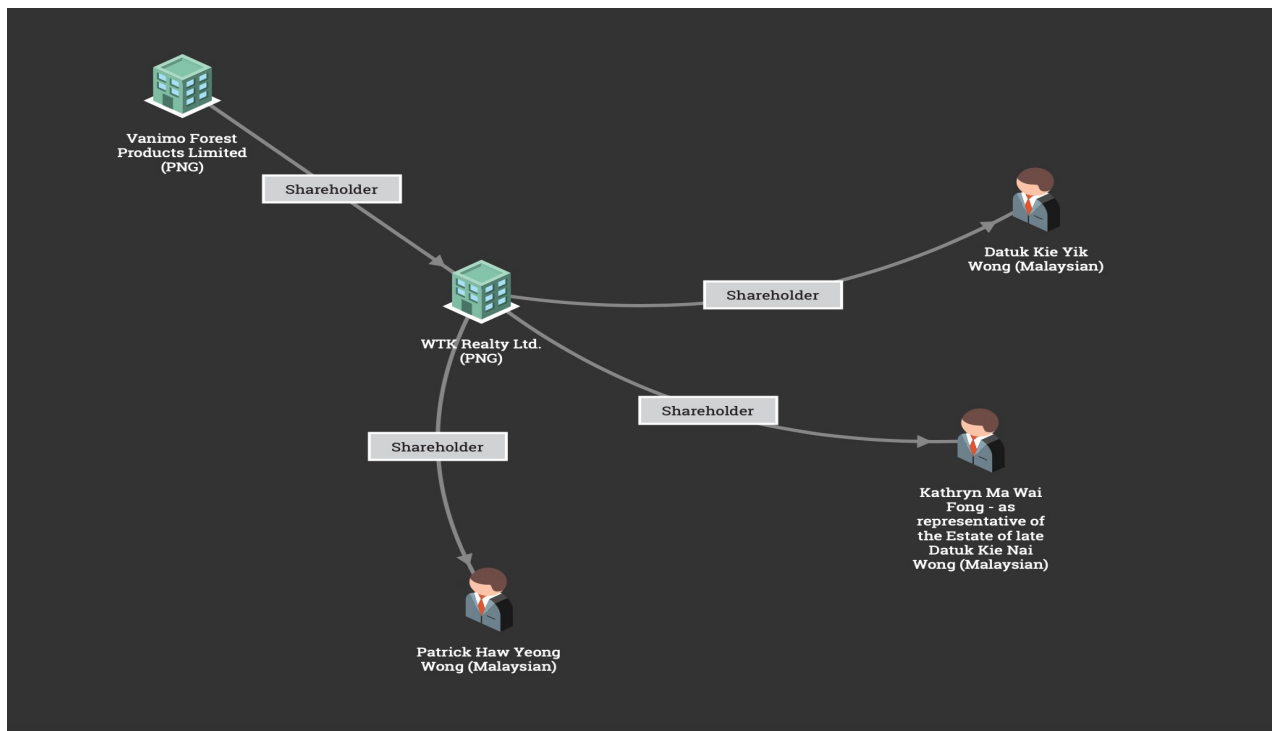 Vanimo Forest
Products Limited
(PNG)
Shareholder
Datuk Kie Yik
Wong (Malaysian)
Shareholder
WTK Realty Ltd.
(PNG)
Shareholder
Shareholder
Kathryn Ma Wai
Fong - as
representative of
the Estate of late
Datuk Kie Nai
Wong (Malaysian)
Patrick Haw Yeong
Wong (Malaysian)